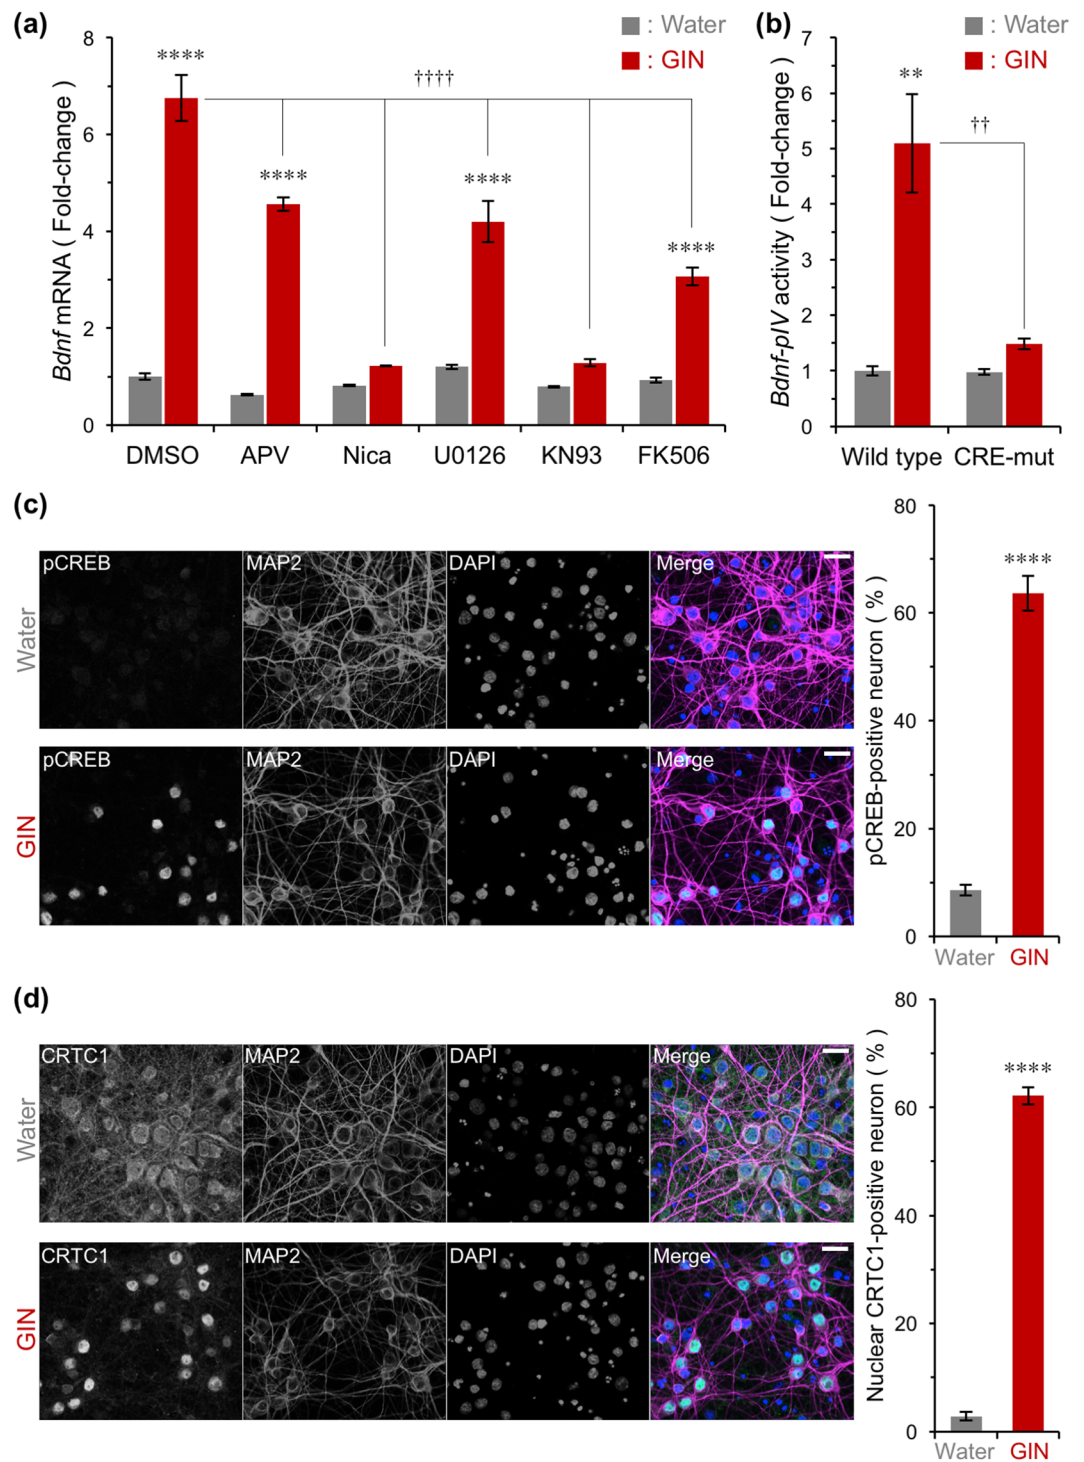 (a)
: Water
: GIN
Bdnf mRNA ( Fold-change )
8
6
4
2
0
****
††††
****
****
****
DMSO APV Nica U0126 KN93 FK506
(b)
: Water
: GIN
Bdnf-pIV activity ( Fold-change )
7
6
5
4
3
2
1
0
**
††
Wild type CRE-mut
(c)
Water
pCREB MAP2 DAPI Merge
GIN
pCREB MAP2 DAPI Merge
pCREB-positive neuron ( % )
80
60
40
20
0
****
Water GIN
(d)
Water
CRTC1 MAP2 DAPI Merge
GIN
CRTC1 MAP2 DAPI Merge
Nuclear CRTC1-positive neuron ( % )
80
60
40
20
0
****
Water GIN